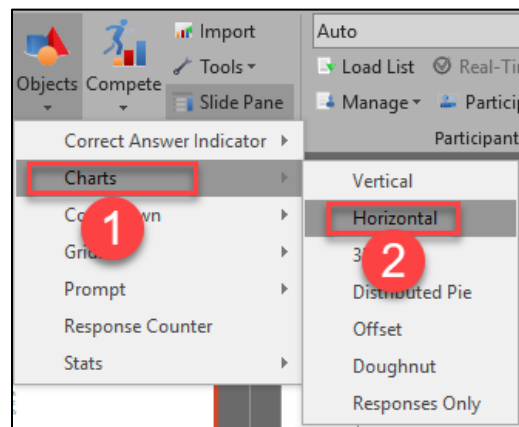 Import
Auto
Tools
Load List
Objects
Compete
Slide Pane
Manage
Participant
Correct Answer Indicator
Charts
1
Prompt
Response Counter
Stats
Vertical
Horizontal
2
Distributed Pie
Offset
Doughnut
Responses Only